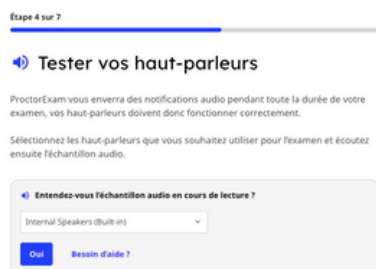 Étape 4 sur 7
Tester vos haut-parleurs
ProctorExam vous enverra des notifications audio pendant toute la durée de votre
examen, vos haut-parleurs doivent donc fonctionner correctement.
Sélectionnez les haut-parleurs que vous souhaitez utiliser pour l'examen et écoutez
ensuite l'échantillon audio.
Entendez-vous l'échantillon audio en cours de lecture ?
Internal Speakers (Built-in)
Oui Besoin d'aide ?